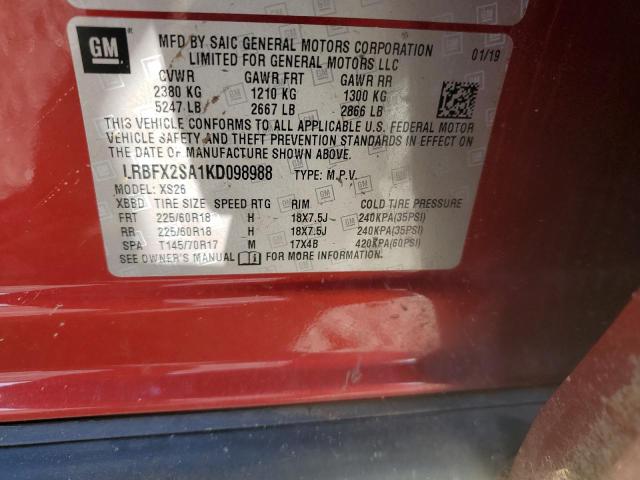 GM
MFD BY SAIC GENERAL MOTORS CORPORATION
LIMITED FOR GENERAL MOTORS LLC
01/19
GVWR GAWR FRT GAWR RR
2380 KG 1210 KG 1300 KG
5247 LB 2667 LB 2866 LB
THIS VEHICLE CONFORMS TO ALL APPLICABLE U.S. FEDERAL MOTOR
VEHICLE SAFETY AND THEFT PREVENTION STANDARDS IN EFFECT
ON THE DATE OF MANUFACTURE SHOWN ABOVE.
LRBFX2SA1KD098988 TYPE: M.P.V.
MODEL: XS26
XBBD TIRE SIZE SPEED RTG RIM COLD TIRE PRESSURE
FRT 225/60R18 H 18X7.5J 240KPA(35PSI)
RR 225/60R18 H 18X7.5J 240KPA(35PSI)
SPA T145/70R17 M 17X4B 420KPA(60PSI)
SEE OWNER'S MANUAL FOR MORE INFORMATION.